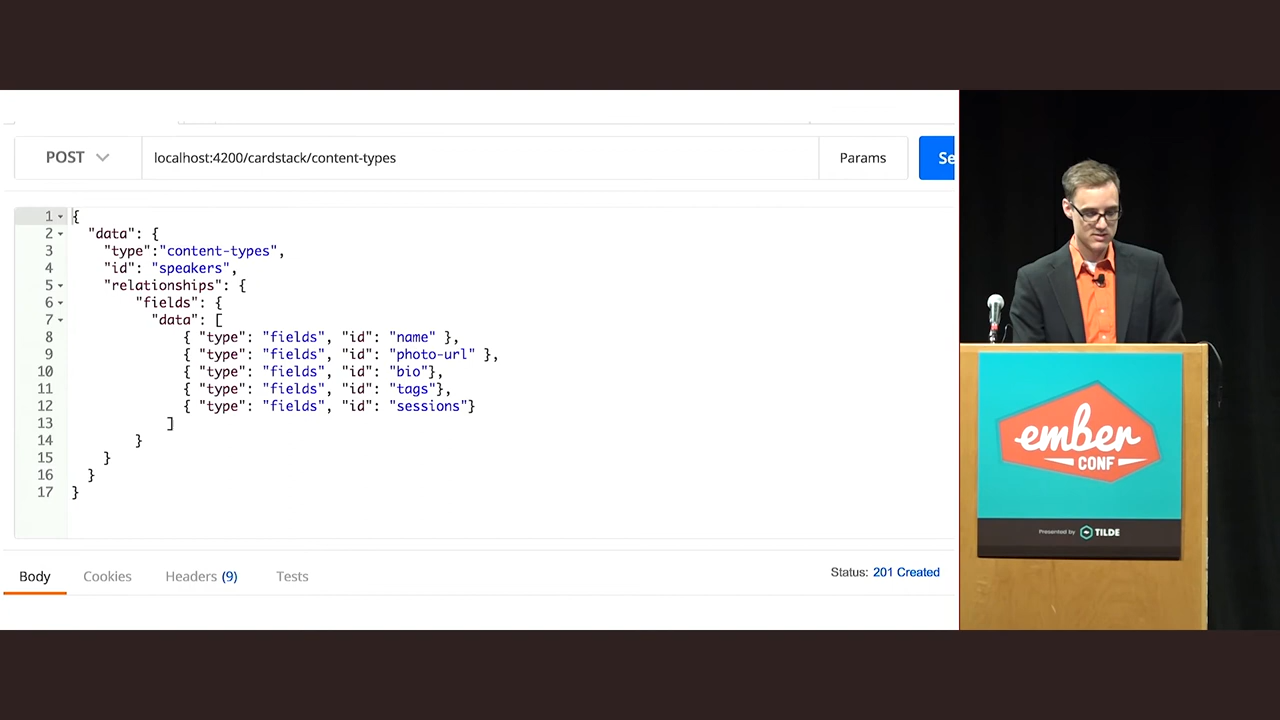 POST
localhost:4200/cardstack/content-types
Params
Se
1 {
2 "data": {
3 "type":"content-types",
4 "id": "speakers",
5 "relationships": {
6 "fields": {
7 "data": [
8 { "type": "fields", "id": "name" },
9 { "type": "fields", "id": "photo-url" },
10 { "type": "fields", "id": "bio"},
11 { "type": "fields", "id": "tags"},
12 { "type": "fields", "id": "sessions"}
13 ]
14 }
15 }
16 }
17 }
Body
Cookies
Headers (9)
Tests
Status: 201 Created
ember
CONF
Presented by TILDE